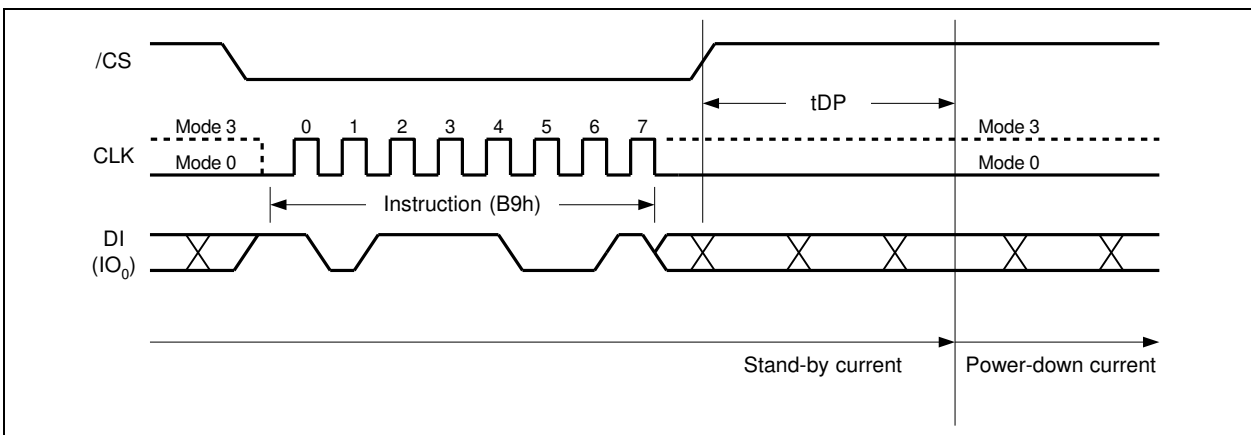 /CS
tDP
Mode 3 0 1 2 3 4 5 6 7 Mode 3
CLK
Mode 0 Mode 0
Instruction (B9h)
DI
(IO₀)
Stand-by current Power-down current